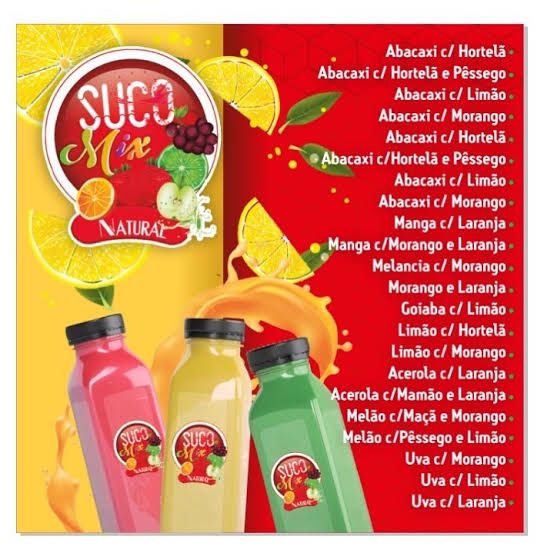 SUCO
Mix
NATURAL
Abacaxi c/ Hortelã
Abacaxi c/ Hortelã e Pêssego
Abacaxi c/ Limão
Abacaxi c/ Morango
Abacaxi c/ Hortelã
Abacaxi c/Hortelã e Pêssego
Abacaxi c/ Limão
Abacaxi c/ Morango
Manga c/ Laranja
Manga c/Morango e Laranja
Melancia c/ Morango
Morango e Laranja
Goiaba c/ Limão
Limão c/ Hortelã
Limão c/ Morango
Acerola c/ Laranja
Acerola c/Mamão e Laranja
Melão c/Maçã e Morango
Melão c/Pêssego e Limão
Uva c/ Morango
Uva c/ Limão
Uva c/ Laranja
SUCO
Mix
NATURAL
SUCO
Mix
NATURAL
SUCO
Mix
NATURAL